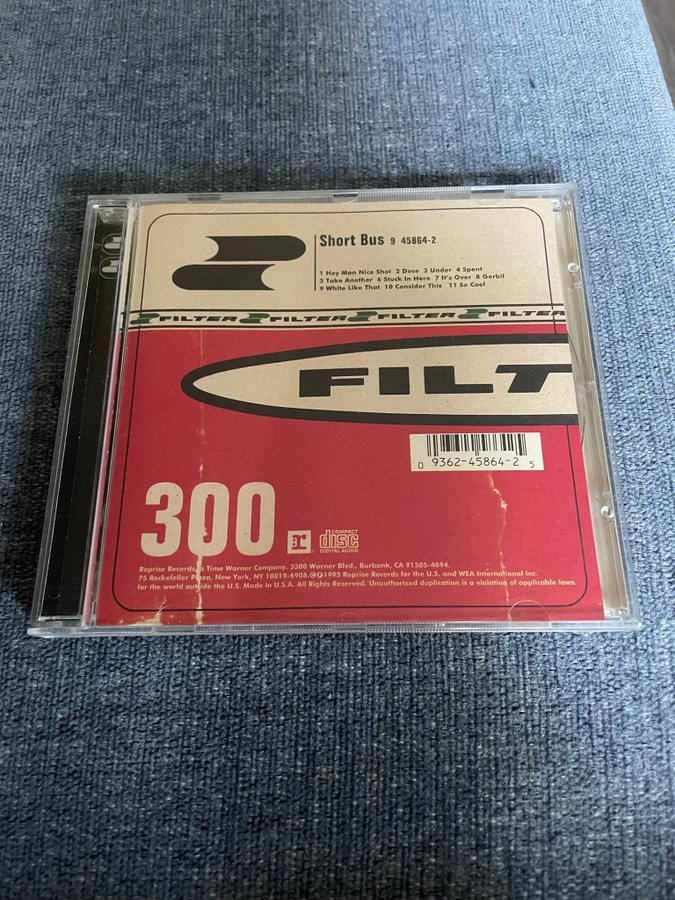 Short Bus 9 45864-2
1 Hey Man Nice Shot 2 Dose 3 Under 4 Spent
5 Take Another 6 Stuck In Here 7 It's Over 8 Gerbil
9 White Like That 10 Consider This 11 So Cool
FILTER FILTER FILTER FILTER
FILT
0 9362-45864-2 5
300
r
COMPACT
disc
DIGITAL AUDIO
Reprise Records, a Time Warner Company. 3300 Warner Blvd., Burbank, CA 91505-4694.
75 Rockefeller Plaza, New York, NY 10019-6908. ©℗1995 Reprise Records for the U.S. and WEA International Inc.
for the world outside the U.S. Made in U.S.A. All Rights Reserved. Unauthorized duplication is a violation of applicable laws.